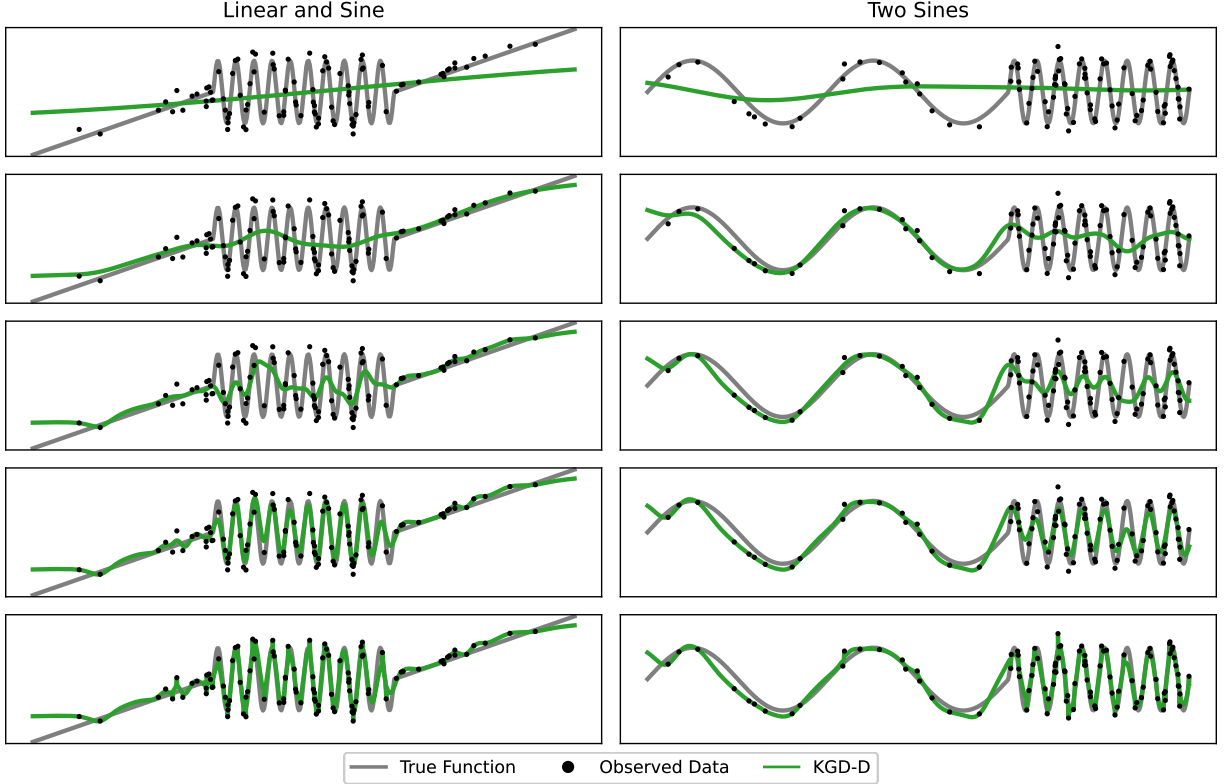 Linear and Sine
Two Sines
True Function
Observed Data
KGD-D